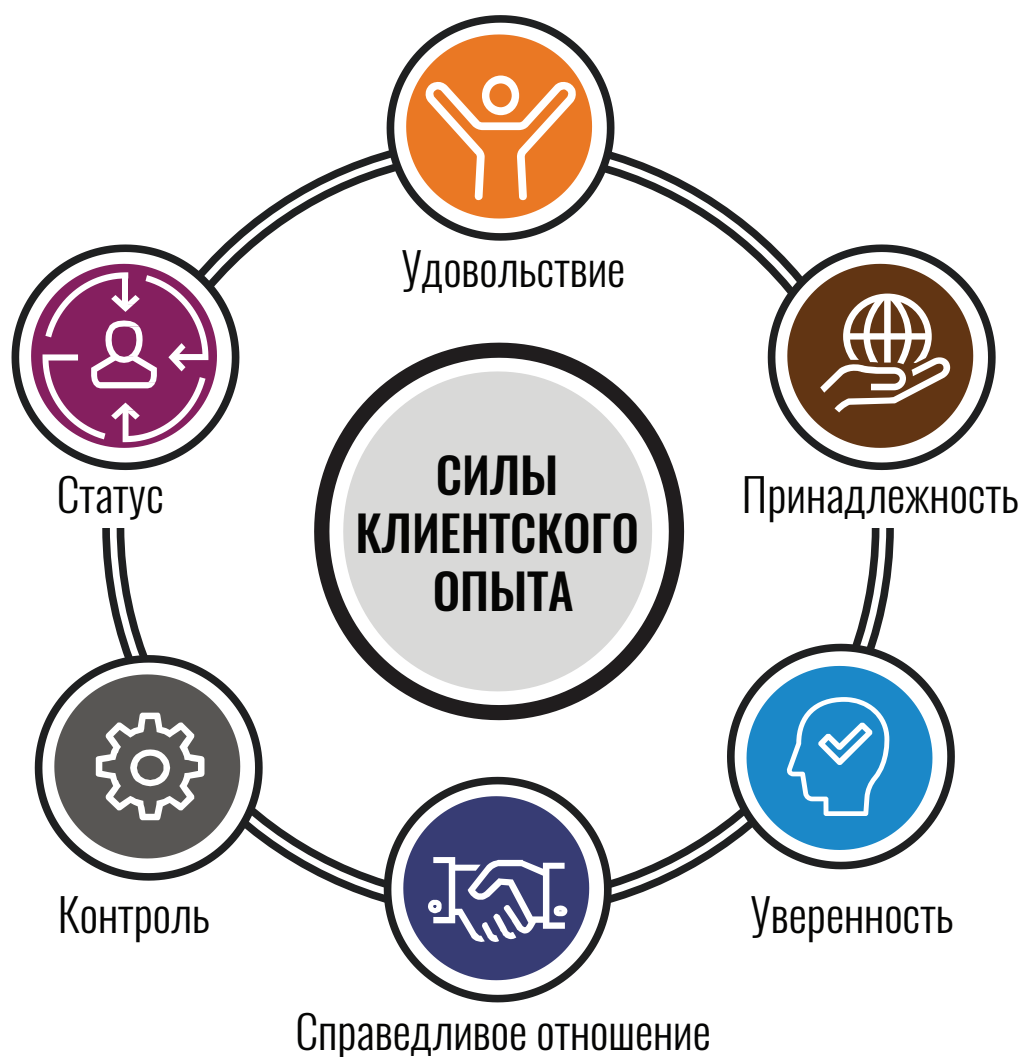 Удовольствие
Статус
Принадлежность
СИЛЫ
КЛИЕНТСКОГО
ОПЫТА
Контроль
Уверенность
Справедливое отношение